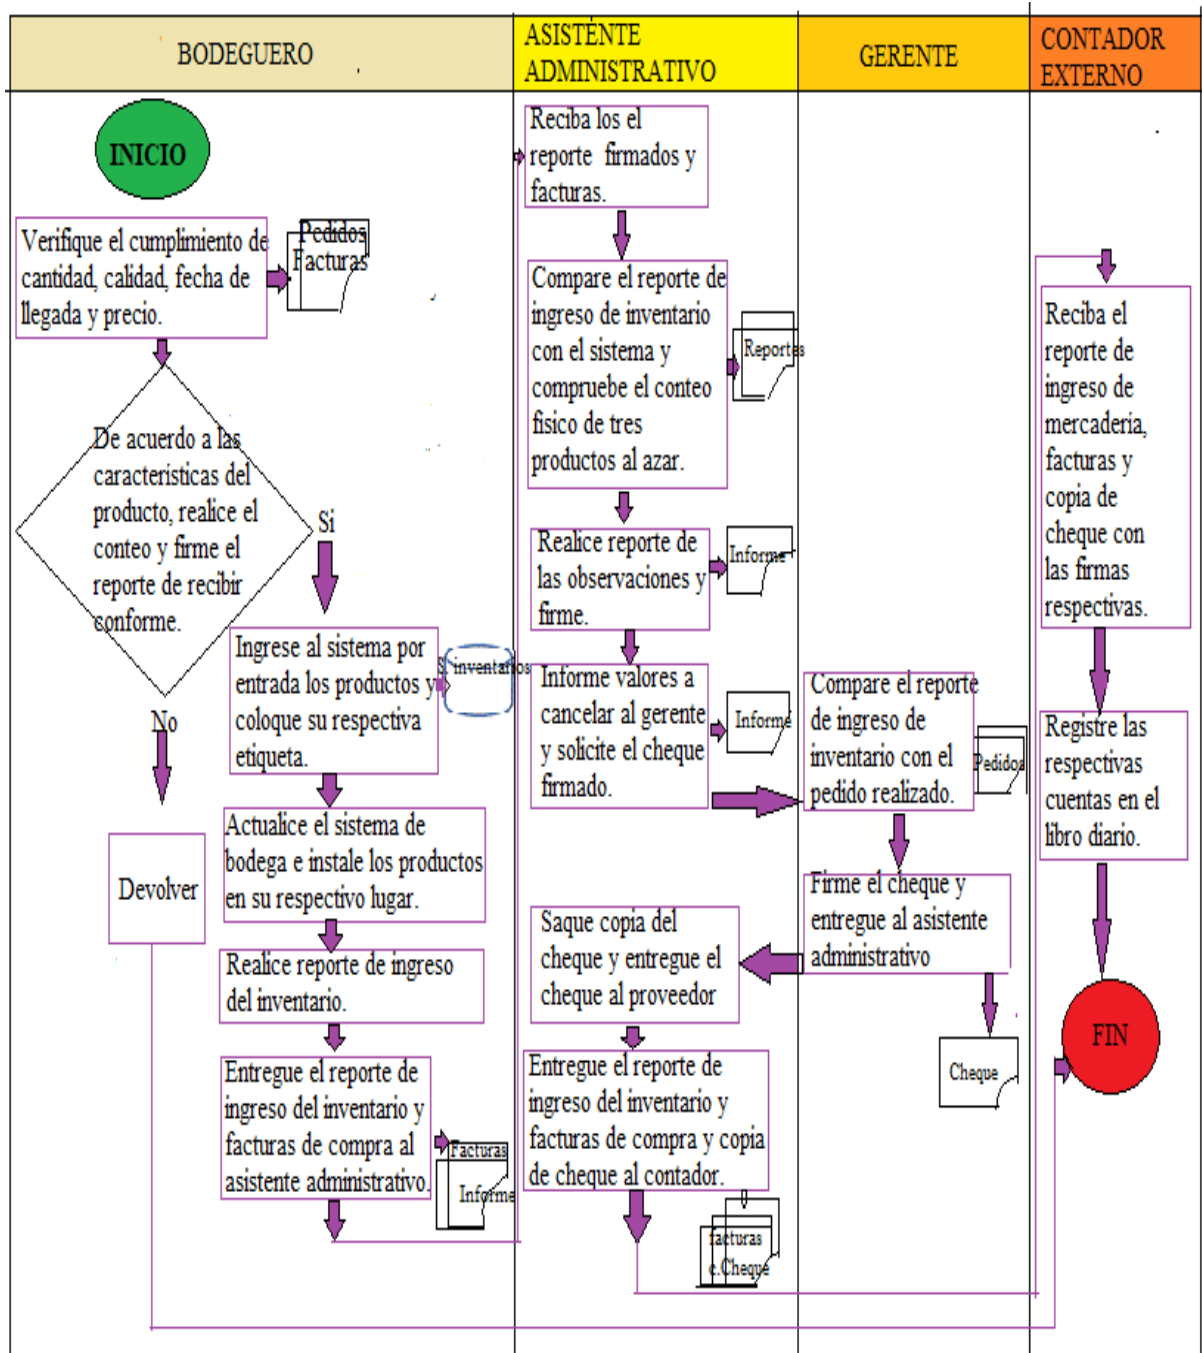 BODEGUERO
ASISTENTE
ADMINISTRATIVO
GERENTE
CONTADOR
EXTERNO
INICIO
Verifique el cumplimiento de
cantidad, calidad, fecha de
llegada y precio.
Pedidos
Facturas
De acuerdo a las
características del
producto, realice el
conteo y firme el
reporte de recibir
conforme.
Si
No
Devolver
Ingrese al sistema por
entrada los productos y
coloque su respectiva
etiqueta.
S. inventarios
Actualice el sistema de
bodega e instale los productos
en su respectivo lugar.
Realice reporte de ingreso
del inventario.
Entregue el reporte de
ingreso del inventario y
facturas de compra al
asistente administrativo.
Facturas
Informe
Reciba los el
reporte firmados y
facturas.
Compare el reporte de
ingreso de inventario
con el sistema y
compruebe el conteo
físico de tres
productos al azar.
Reportes
Realice reporte de
las observaciones y
firme.
Informe
Informe valores a
cancelar al gerente
y solicite el cheque
firmado.
Informe
Saque copia del
cheque y entregue el
cheque al proveedor
Entregue el reporte de
ingreso del inventario y
facturas de compra y copia
de cheque al contador.
facturas
c.Cheque
Compare el reporte
de ingreso de
inventario con el
pedido realizado.
Pedidos
Firme el cheque y
entregue al asistente
administrativo
Cheque
Reciba el
reporte de
ingreso de
mercadería,
facturas y
copia de
cheque con
las firmas
respectivas.
Registre las
respectivas
cuentas en el
libro diario.
FIN